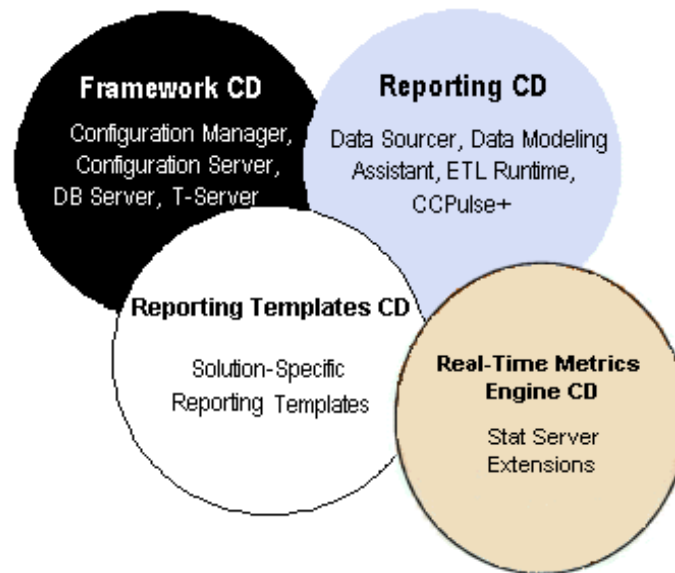 Framework CD
Configuration Manager,
Configuration Server,
DB Server, T-Server
Reporting CD
Data Sourcer, Data Modeling
Assistant, ETL Runtime,
CCPulse+
Reporting Templates CD
Solution-Specific
Reporting Templates
Real-Time Metrics
Engine CD
Stat Server
Extensions